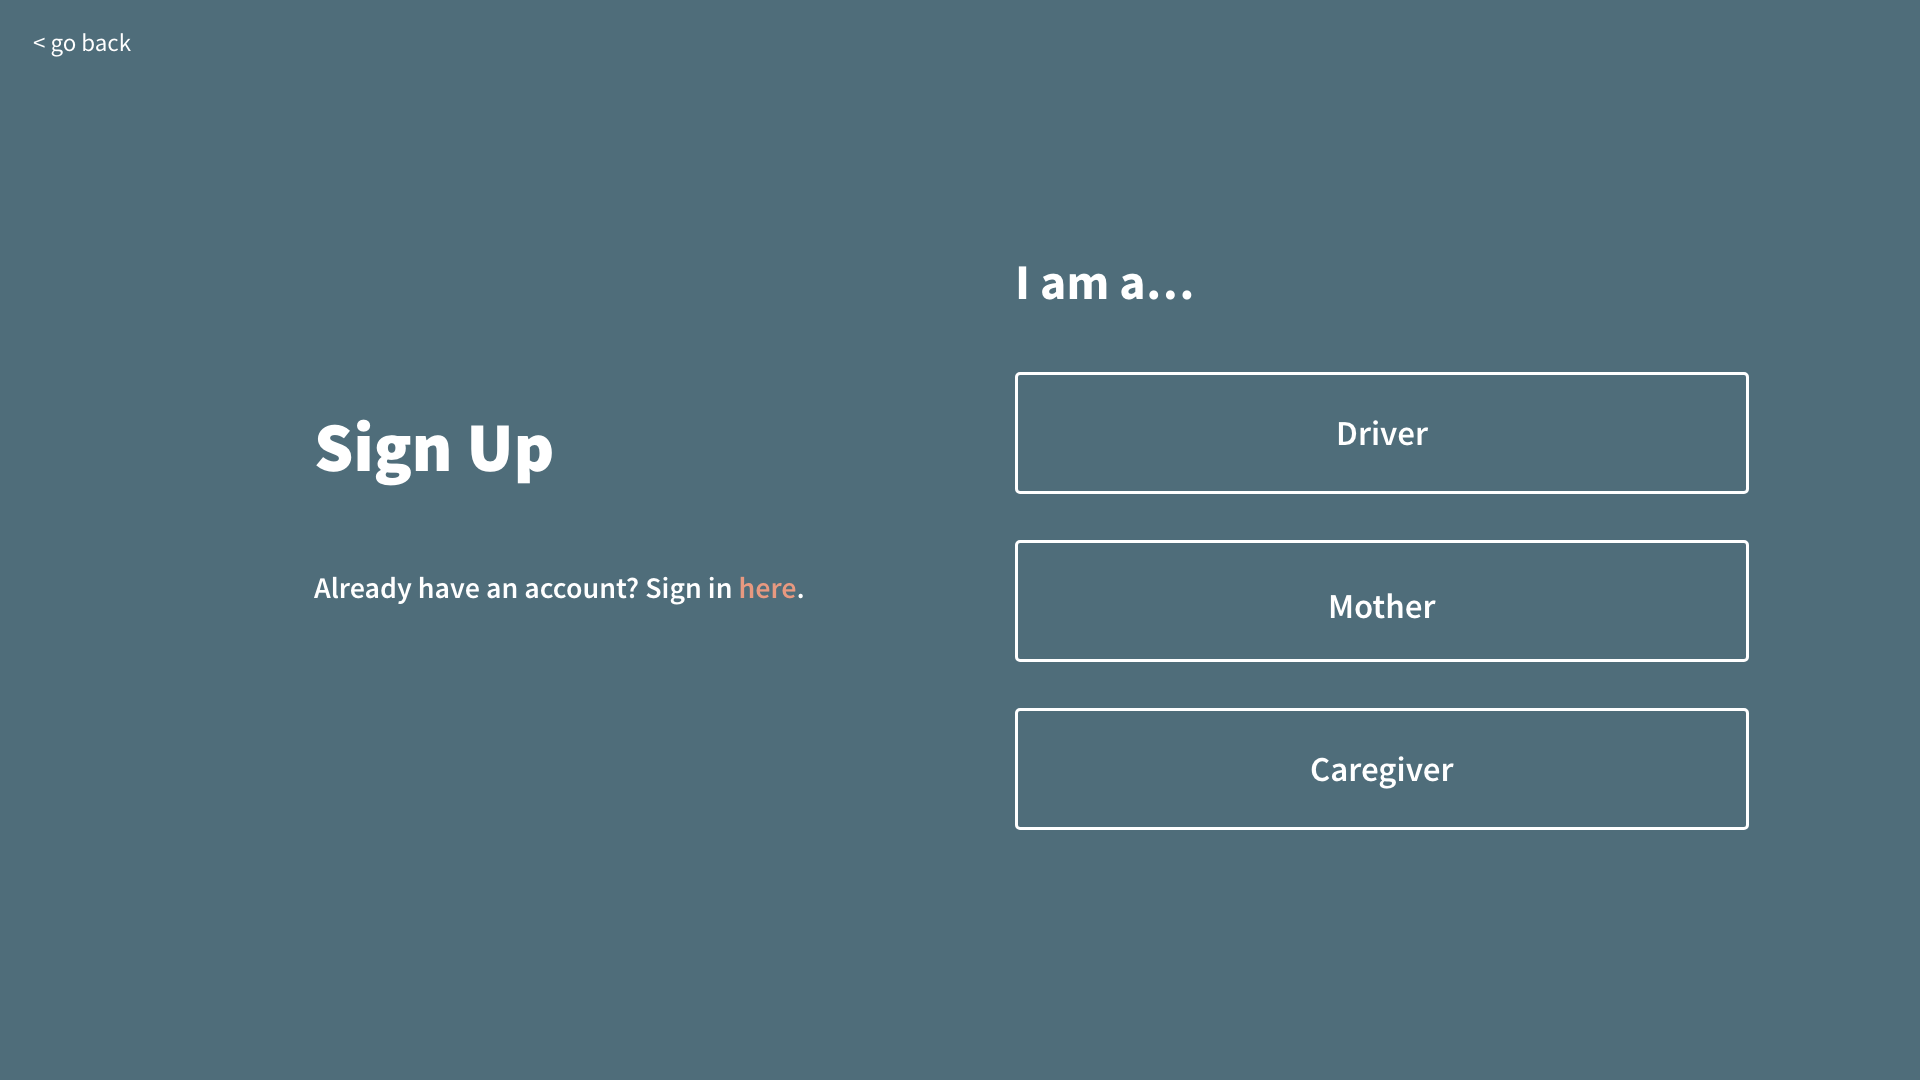 < go back
Sign Up
Already have an account? Sign in here.
I am a...
Driver
Mother
Caregiver